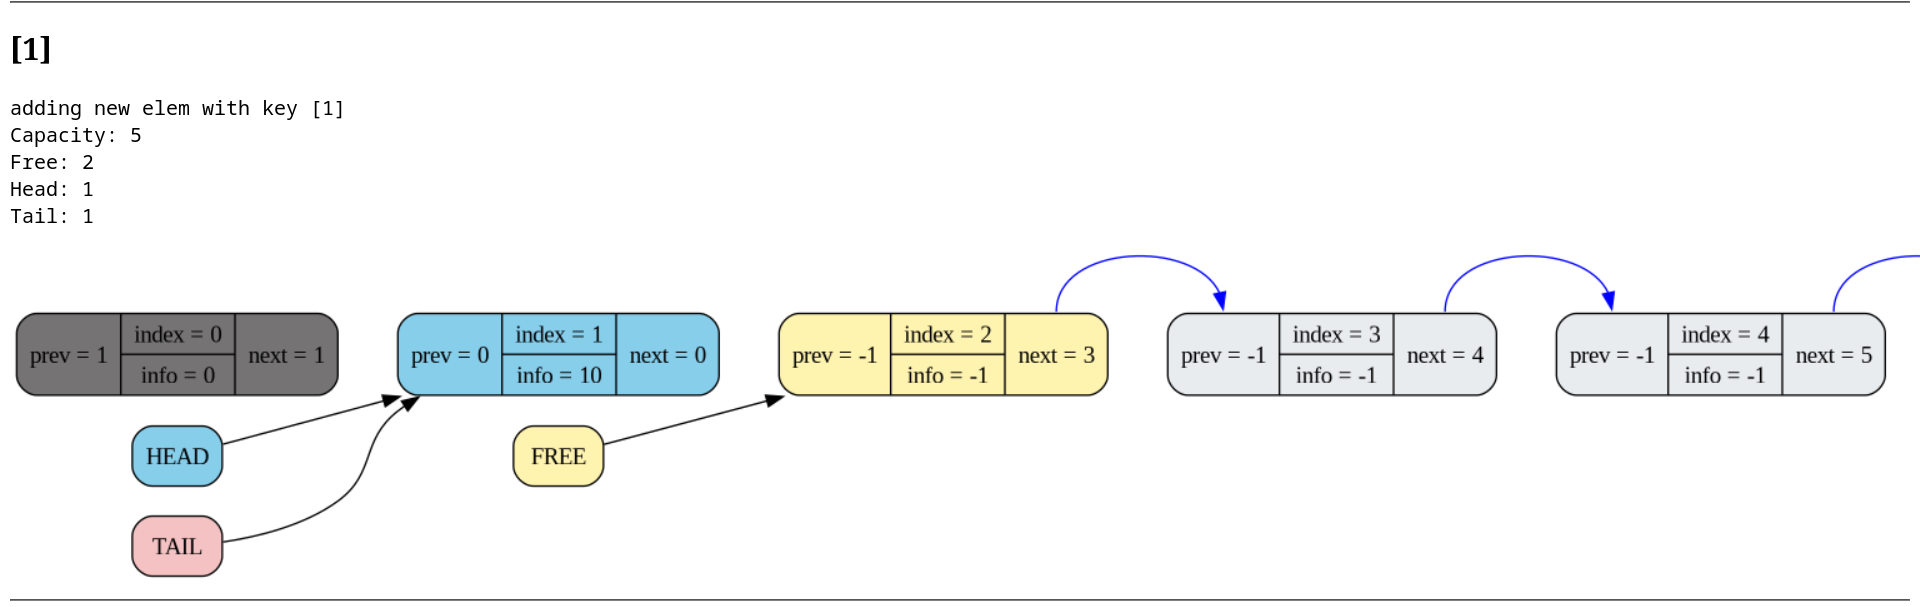 [1]
adding new elem with key [1]
Capacity: 5
Free: 2
Head: 1
Tail: 1
prev = 1
index = 0
info = 0
next = 1
prev = 0
index = 1
info = 10
next = 0
prev = -1
index = 2
info = -1
next = 3
prev = -1
index = 3
info = -1
next = 4
prev = -1
index = 4
info = -1
next = 5
HEAD
FREE
TAIL